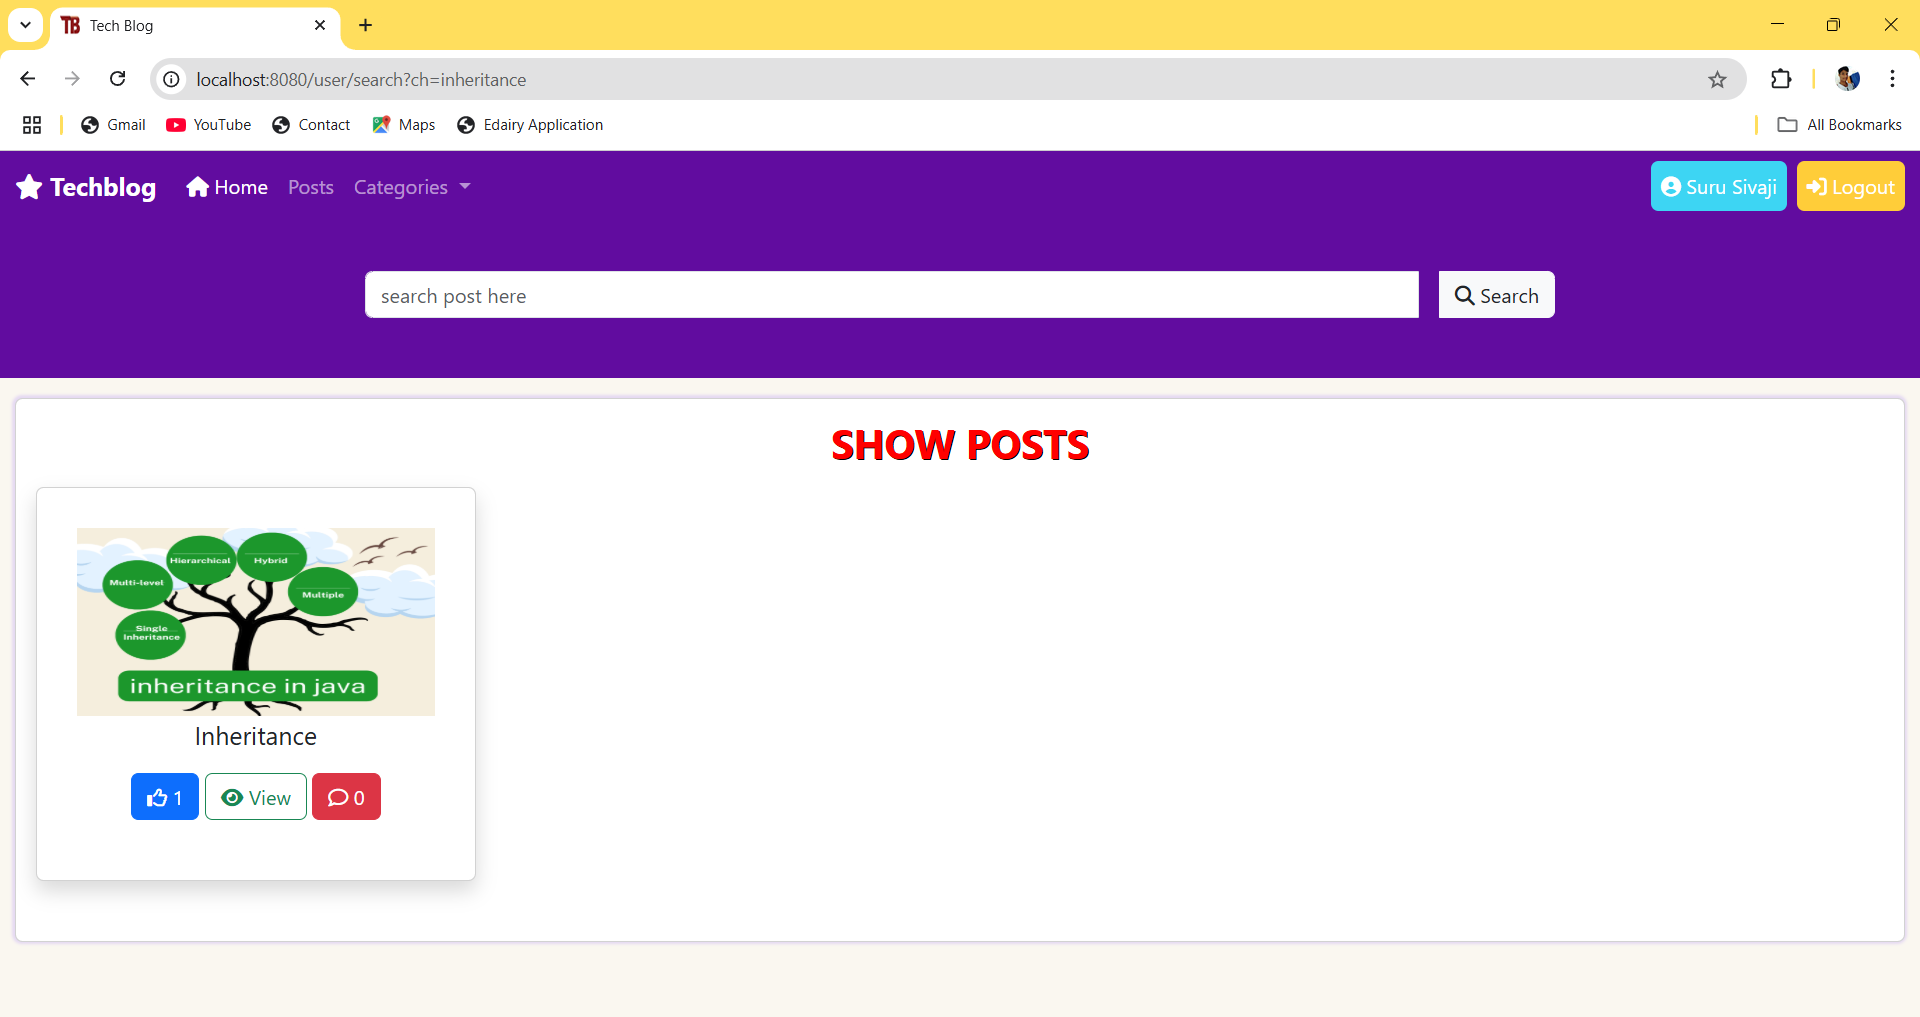 TB Tech Blog
localhost:8080/user/search?ch=inheritance
Gmail YouTube Contact Maps Edairy Application All Bookmarks
Techblog Home Posts Categories Suru Sivaji Logout
search post here Search
SHOW POSTS
Hierarchical Hybrid
Multi-level
Multiple
Single
Inheritance
inheritance in java
Inheritance
1 View 0